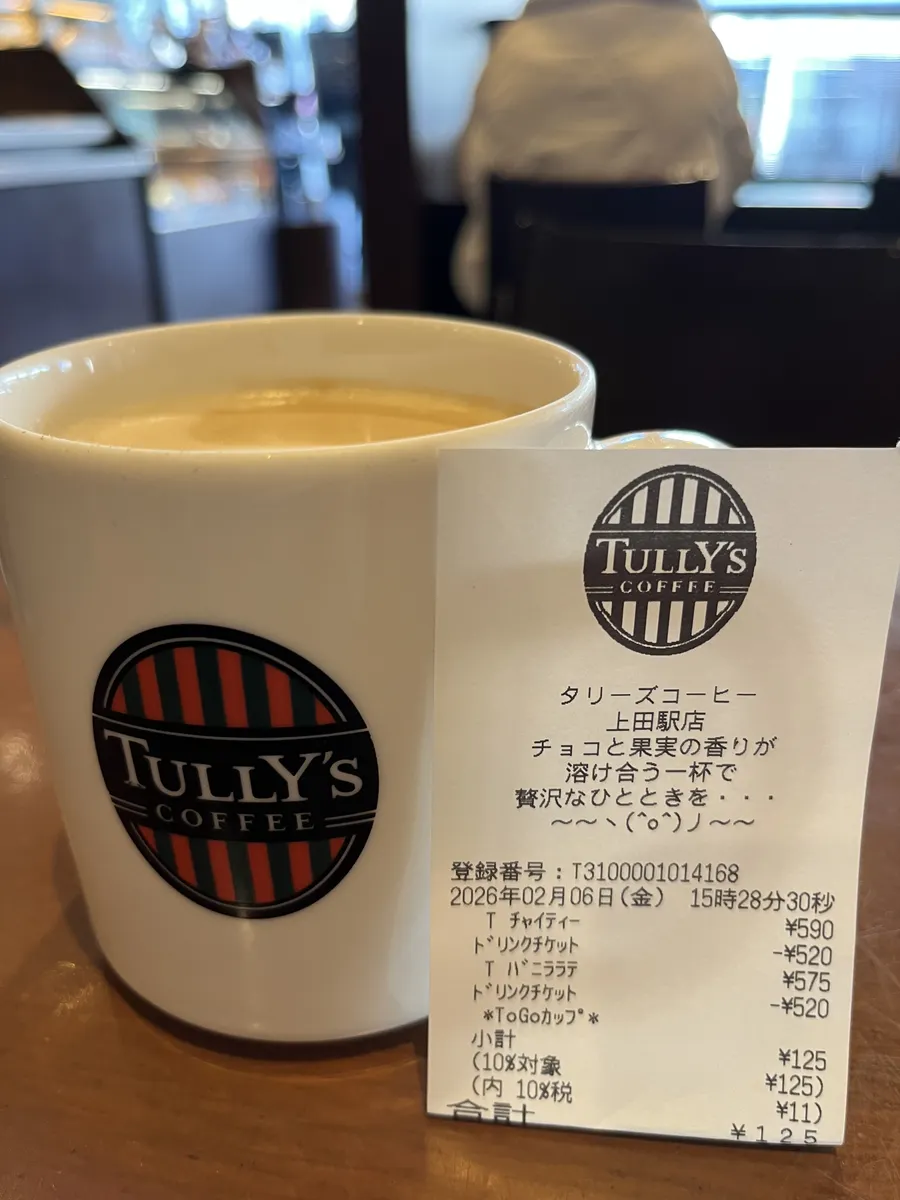 TULLY'S
COFFEE
TULLY'S
COFFEE
タリーズコーヒー
上田駅店
チョコと果実の香りが
溶け合う一杯で
贅沢なひとときを・・・
～～ヽ(^o^)丿～～
登録番号：T3100001014168
2026年02月06日(金) 15時28分30秒
T ﾁｬｲﾃｨｰ ¥590
ﾄﾞﾘﾝｸﾁｹｯﾄ -¥520
T ﾊﾞﾆﾗﾗﾃ ¥575
ﾄﾞﾘﾝｸﾁｹｯﾄ -¥520
*ToGoｶｯﾌﾟ*
小計 ¥125
(10%対象 ¥125)
(内 10%税 ¥11)
合計 ¥125